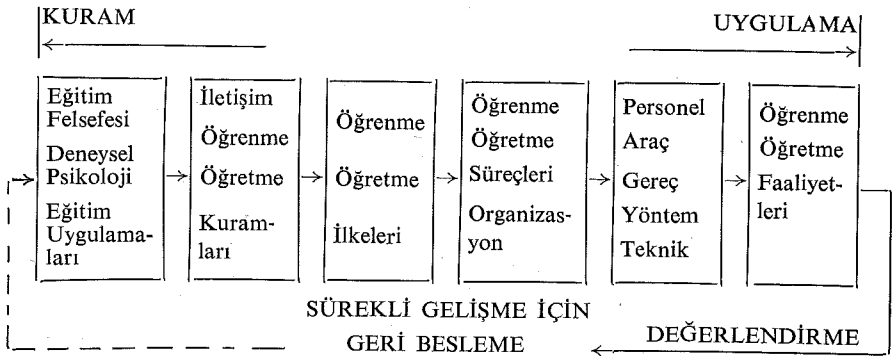 KURAM
UYGULAMA
Eğitim
Felsefesi
Deneysel
Psikoloji
Eğitim
Uygulama-
ları
İletişim
Öğrenme
Öğretme
Kuram-
ları
Öğrenme
Öğretme
İlkeleri
Öğrenme
Öğretme
Süreçleri
Organizas-
yon
Personel
Araç
Gereç
Yöntem
Teknik
Öğrenme
Öğretme
Faaliyet-
leri
SÜREKLİ GELİŞME İÇİN
GERİ BESLEME
DEĞERLENDİRME